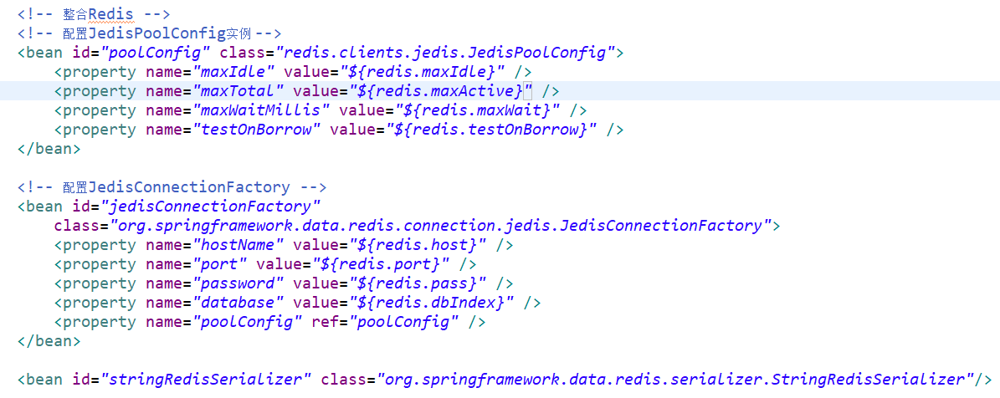 <!-- 整合Redis -->
<!-- 配置JedisPoolConfig实例-->
<bean id="poolConfig" class="redis.clients.jedis.JedisPoolConfig">
    <property name="maxIdle" value="${redis.maxIdle}" />
    <property name="maxTotal" value="${redis.maxActive}" />
    <property name="maxWaitMillis" value="${redis.maxWait}" />
    <property name="testOnBorrow" value="${redis.testOnBorrow}" />
</bean>
<!-- 配置JedisConnectionFactory -->
<bean id="jedisConnectionFactory"
    class="org.springframework.data.redis.connection.jedis.JedisConnectionFactory">
    <property name="hostName" value="${redis.host}" />
    <property name="port" value="${redis.port}" />
    <property name="password" value="${redis.pass}" />
    <property name="database" value="${redis.dbIndex}" />
    <property name="poolConfig" ref="poolConfig" />
</bean>
<bean id="stringRedisSerializer" class="org.springframework.data.redis.serializer.StringRedisSerializer"/>